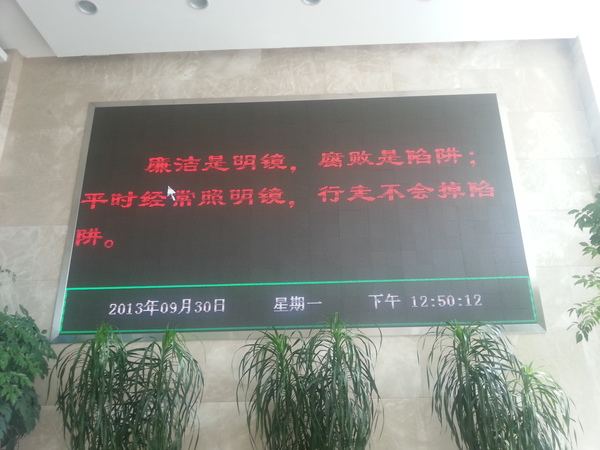 廉洁是明镜，腐败是陷阱；
平时经常照明镜，行走不会掉陷
阱。
2013年09月30日 星期一 下午 12:50:12